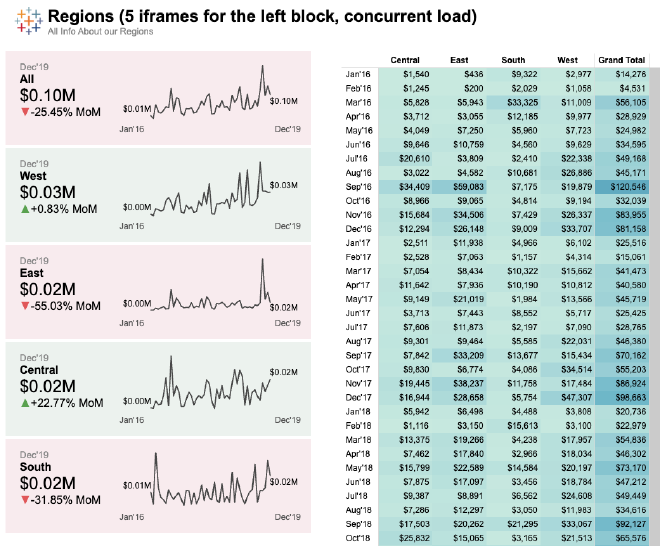 Regions (5 iframes for the left block, concurrent load)
All Info About our Regions
Dec'19
All
$0.10M
▼-25.45% MoM
$0.01M
$0.10M
Jan'16 Dec'19
Dec'19
West
$0.03M
▲+0.83% MoM
$0.00M
$0.03M
Jan'16 Dec'19
Dec'19
East
$0.02M
▼-55.03% MoM
$0.00M
$0.02M
Jan'16 Dec'19
Dec'19
Central
$0.02M
▲+22.77% MoM
$0.00M
$0.02M
Jan'16 Dec'19
Dec'19
South
$0.02M
▼-31.85% MoM
$0.01M
$0.02M
Jan'16 Dec'19
Central East South West Grand Total
Jan'16 $1,540 $436 $9,322 $2,977 $14,276
Feb'16 $1,245 $200 $2,029 $1,058 $4,531
Mar'16 $5,828 $5,943 $33,325 $11,009 $56,105
Apr'16 $3,712 $3,055 $12,185 $9,977 $28,929
May'16 $4,049 $7,250 $5,960 $7,723 $24,982
Jun'16 $9,646 $10,759 $4,560 $9,629 $34,595
Jul'16 $20,610 $3,809 $2,410 $22,338 $49,168
Aug'16 $3,022 $4,582 $10,681 $26,886 $45,171
Sep'16 $34,409 $59,083 $7,175 $19,879 $120,546
Oct'16 $8,966 $9,065 $4,814 $9,194 $32,039
Nov'16 $15,684 $34,506 $7,429 $26,337 $83,955
Dec'16 $12,294 $26,148 $9,009 $33,707 $81,158
Jan'17 $2,511 $11,938 $4,966 $6,102 $25,516
Feb'17 $2,528 $7,063 $1,157 $4,314 $15,061
Mar'17 $7,054 $8,434 $10,322 $15,662 $41,473
Apr'17 $11,642 $7,936 $10,190 $10,812 $40,580
May'17 $9,149 $21,019 $1,984 $13,566 $45,719
Jun'17 $3,713 $7,443 $8,552 $5,717 $25,425
Jul'17 $7,606 $11,873 $2,197 $7,090 $28,765
Aug'17 $9,301 $9,464 $5,585 $22,031 $46,380
Sep'17 $7,842 $33,209 $13,677 $15,434 $70,162
Oct'17 $9,830 $6,774 $4,086 $34,514 $55,203
Nov'17 $19,445 $38,237 $11,758 $17,484 $86,924
Dec'17 $16,944 $28,658 $5,754 $47,307 $98,663
Jan'18 $5,942 $6,498 $4,488 $3,808 $20,736
Feb'18 $1,116 $3,150 $15,613 $3,100 $22,979
Mar'18 $13,375 $19,266 $4,238 $17,957 $54,836
Apr'18 $7,462 $17,840 $2,966 $18,034 $46,302
May'18 $15,799 $22,589 $14,584 $20,197 $73,170
Jun'18 $7,875 $17,097 $3,456 $18,784 $47,212
Jul'18 $9,387 $8,891 $6,562 $24,608 $49,449
Aug'18 $7,286 $12,297 $3,050 $11,983 $34,616
Sep'18 $17,503 $20,262 $21,295 $33,067 $92,127
Oct'18 $25,832 $15,065 $3,165 $21,513 $65,576